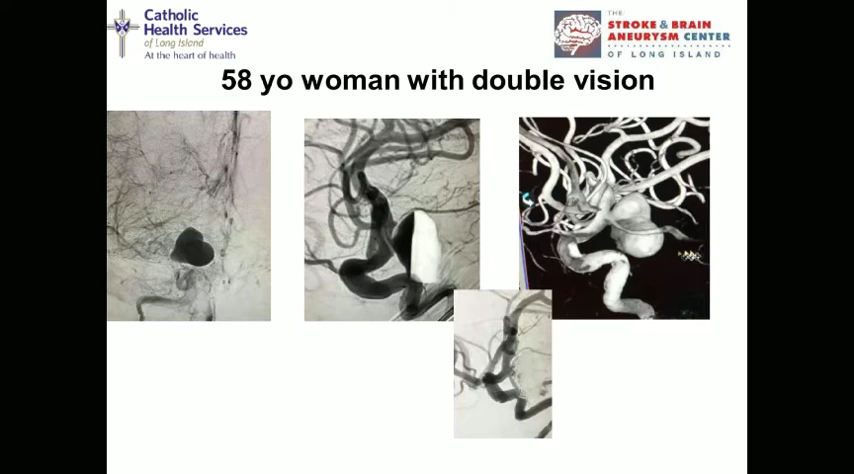 Catholic
Health Services
of Long Island
At the heart of health
THE
STROKE & BRAIN
ANEURYSM CENTER
OF LONG ISLAND
58 yo woman with double vision